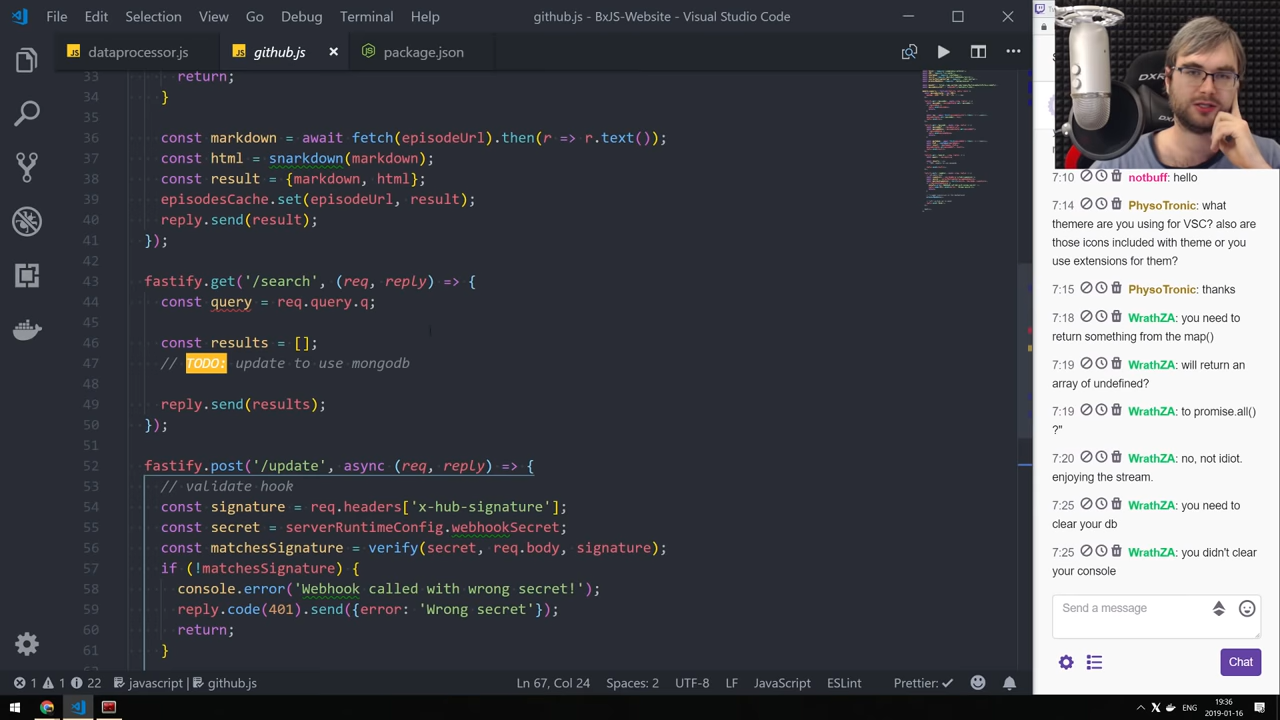 File Edit View Go Debug Terminal Help
github.js - BotS-Website - Visual Studio Code
JS dataprocessor.js
JS github.js
package.json
33 return;
34 }
35
36 const markdown = await fetch(episodeUrl).then(r => r.text());
37 const html = snarkdown(markdown);
38 const result = {markdown, html};
39 episodes.set(episodeUrl, result);
40 reply.send(result);
41 });
42
43 fastify.get('/search', (req, reply) => {
44 const query = req.query.q;
45
46 const results = [];
47 // TODO: update to use mongodb
48
49 reply.send(results);
50 });
51
52 fastify.post('/update', async (req, reply) => {
53 // validate hook
54 const signature = req.headers['x-hub-signature'];
55 const secret = serverRuntimeConfig.webhookSecret;
56 const matchesSignature = verify(secret, req.body, signature);
57 if (!matchesSignature) {
58 console.error('Webhook called with wrong secret!');
59 reply.code(401).send({error: 'Wrong secret'});
60 return;
61 }
1 1 22 javascript | github.js
Ln 67, Col 24 Spaces: 2 UTF-8 LF JavaScript ESLint Prettier: ✓
DXR
7:10 notbuff: hello
7:14 PhysoTronic: what
themere are you using for VSC? also are
those icons included with theme or you
use extensions for them?
7:15 PhysoTronic: thanks
7:18 WrathZA: you need to
return something from the map()
7:19 WrathZA: will return an
array of undefined?
7:19 WrathZA: to promise.all()
?"
7:20 WrathZA: no, not idiot.
enjoying the stream.
7:25 WrathZA: you need to
clear your db
7:25 WrathZA: you didn't clear
your console
Send a message
Chat
ENG
19:36
2019-01-16